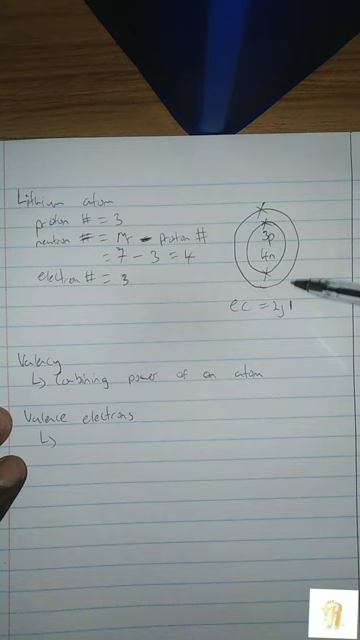 Lithium atom
proton # = 3
neutron # = Mr - proton #
= 7 - 3 = 4
electron # = 3
3p
4n
ec = 2,1
Valency
↳ Combining power of an atom
Valence electrons
↳